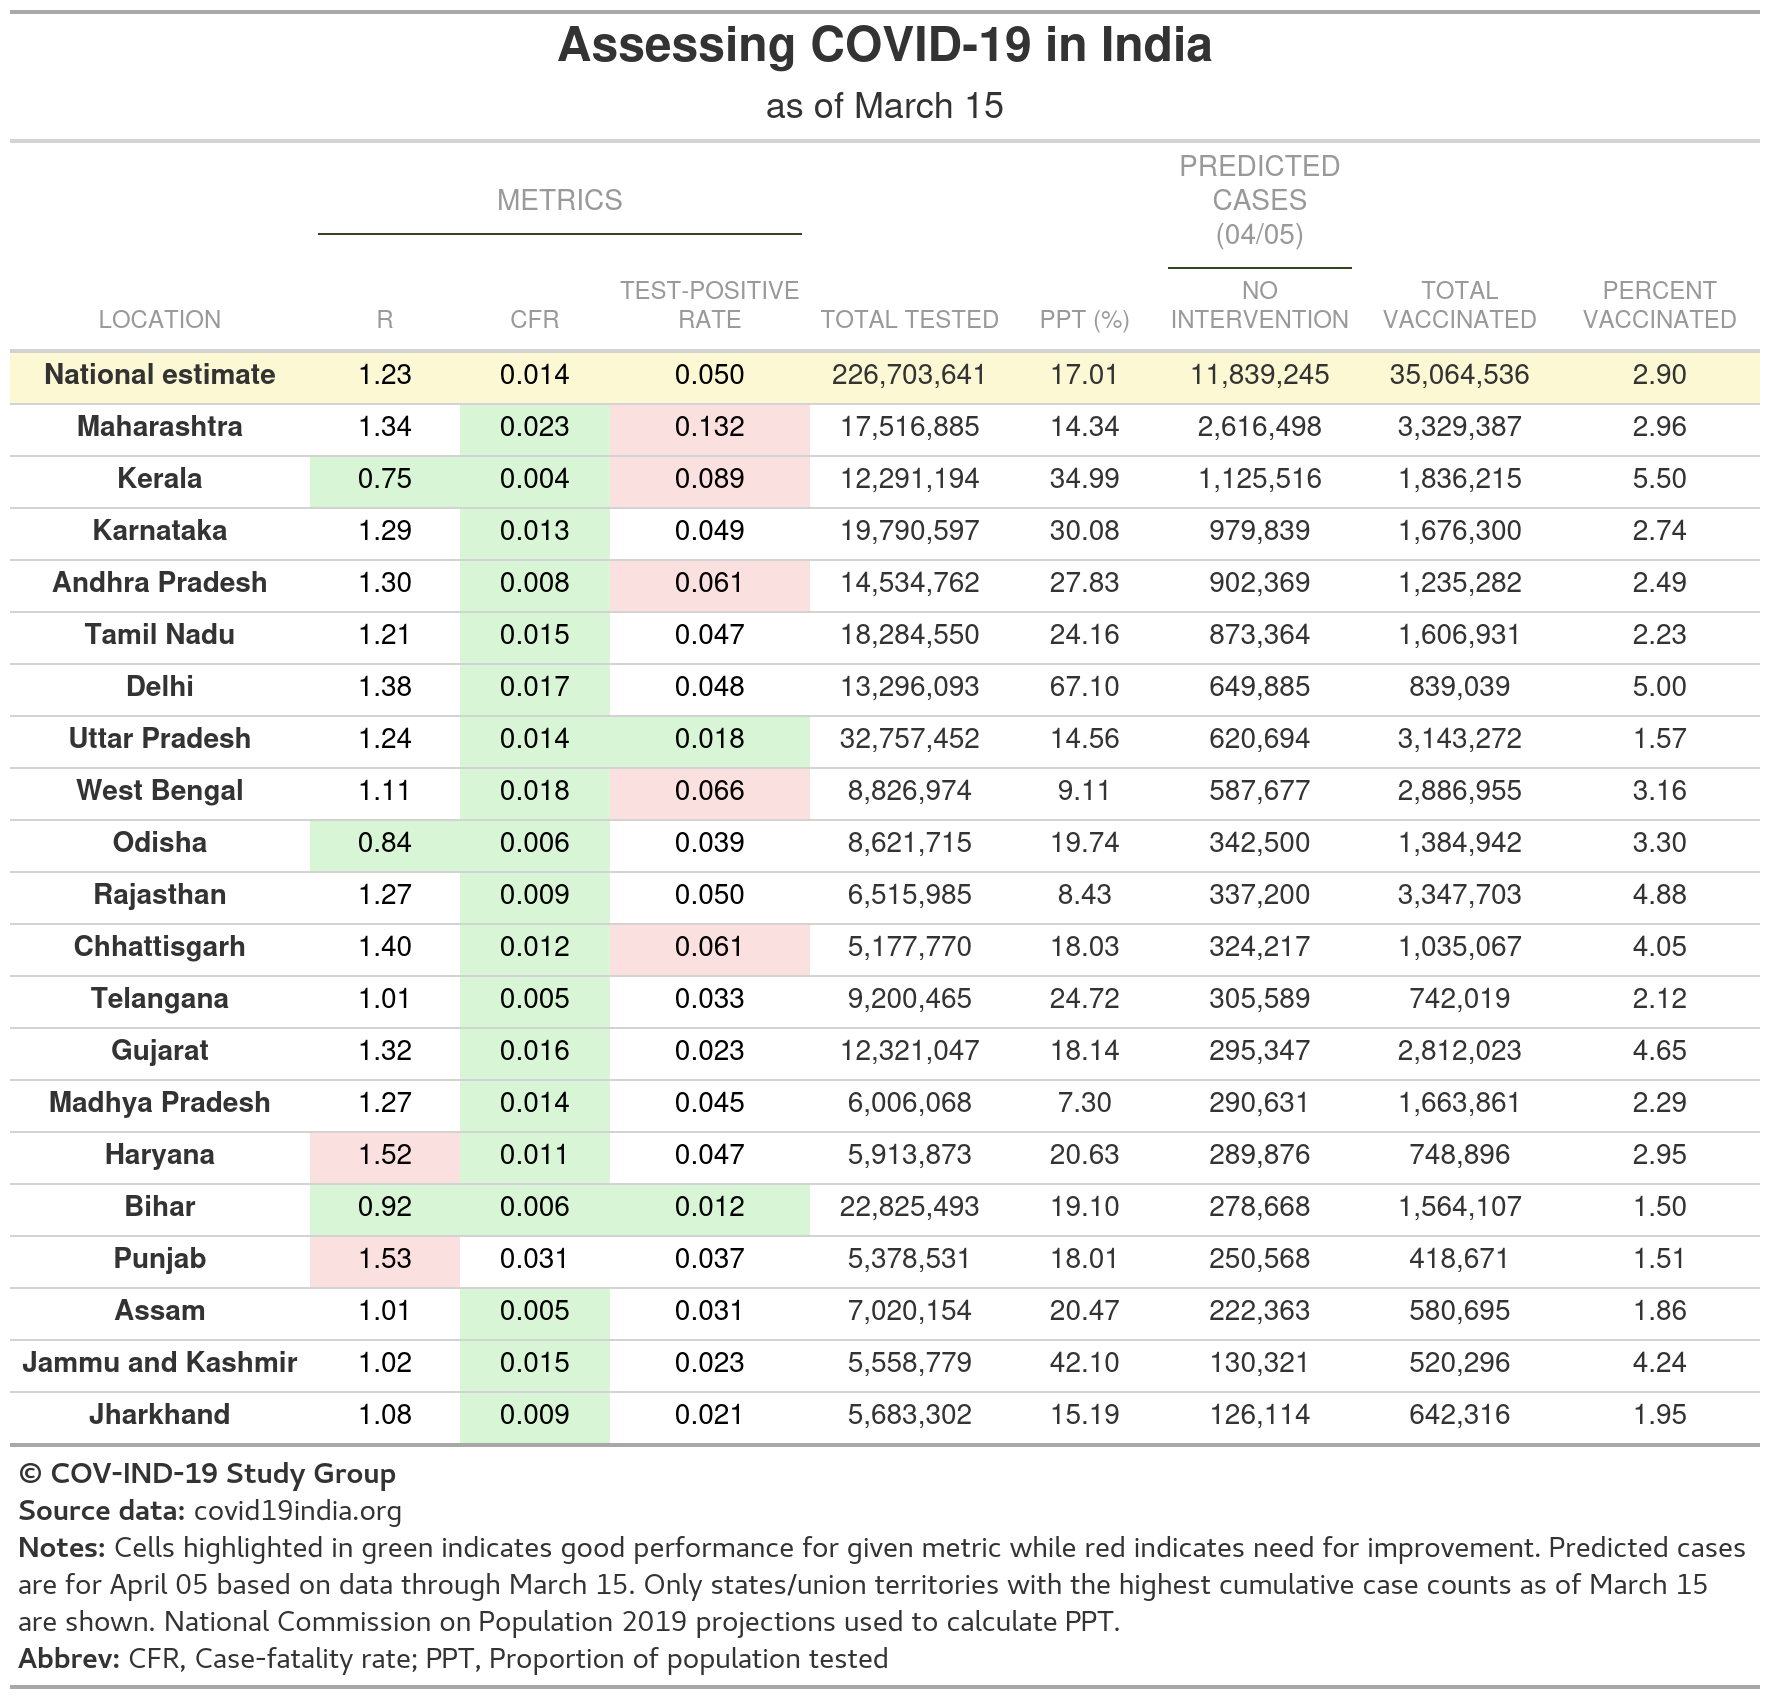 Assessing COVID-19 in India
as of March 15
METRICS
PREDICTED
CASES
(04/05)
LOCATION R CFR TEST-POSITIVE RATE TOTAL TESTED PPT (%) NO INTERVENTION TOTAL VACCINATED PERCENT VACCINATED
National estimate 1.23 0.014 0.050 226,703,641 17.01 11,839,245 35,064,536 2.90
Maharashtra 1.34 0.023 0.132 17,516,885 14.34 2,616,498 3,329,387 2.96
Kerala 0.75 0.004 0.089 12,291,194 34.99 1,125,516 1,836,215 5.50
Karnataka 1.29 0.013 0.049 19,790,597 30.08 979,839 1,676,300 2.74
Andhra Pradesh 1.30 0.008 0.061 14,534,762 27.83 902,369 1,235,282 2.49
Tamil Nadu 1.21 0.015 0.047 18,284,550 24.16 873,364 1,606,931 2.23
Delhi 1.38 0.017 0.048 13,296,093 67.10 649,885 839,039 5.00
Uttar Pradesh 1.24 0.014 0.018 32,757,452 14.56 620,694 3,143,272 1.57
West Bengal 1.11 0.018 0.066 8,826,974 9.11 587,677 2,886,955 3.16
Odisha 0.84 0.006 0.039 8,621,715 19.74 342,500 1,384,942 3.30
Rajasthan 1.27 0.009 0.050 6,515,985 8.43 337,200 3,347,703 4.88
Chhattisgarh 1.40 0.012 0.061 5,177,770 18.03 324,217 1,035,067 4.05
Telangana 1.01 0.005 0.033 9,200,465 24.72 305,589 742,019 2.12
Gujarat 1.32 0.016 0.023 12,321,047 18.14 295,347 2,812,023 4.65
Madhya Pradesh 1.27 0.014 0.045 6,006,068 7.30 290,631 1,663,861 2.29
Haryana 1.52 0.011 0.047 5,913,873 20.63 289,876 748,896 2.95
Bihar 0.92 0.006 0.012 22,825,493 19.10 278,668 1,564,107 1.50
Punjab 1.53 0.031 0.037 5,378,531 18.01 250,568 418,671 1.51
Assam 1.01 0.005 0.031 7,020,154 20.47 222,363 580,695 1.86
Jammu and Kashmir 1.02 0.015 0.023 5,558,779 42.10 130,321 520,296 4.24
Jharkhand 1.08 0.009 0.021 5,683,302 15.19 126,114 642,316 1.95
© COV-IND-19 Study Group
Source data: covid19india.org
Notes: Cells highlighted in green indicates good performance for given metric while red indicates need for improvement. Predicted cases
are for April 05 based on data through March 15. Only states/union territories with the highest cumulative case counts as of March 15
are shown. National Commission on Population 2019 projections used to calculate PPT.
Abbrev: CFR, Case-fatality rate; PPT, Proportion of population tested